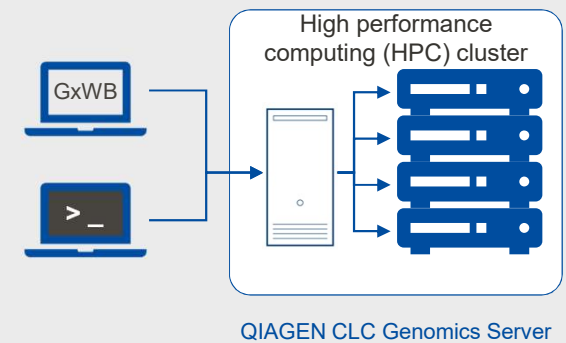 High performance
computing (HPC) cluster
GxWB
> _
QIAGEN CLC Genomics Server